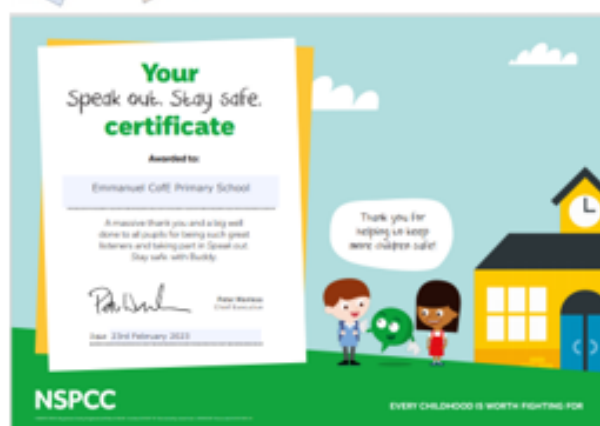 Your
Speak out. Stay safe.
certificate
Awarded to:
Emmanuel CofE Primary School
A massive thank you and a big well
done to all pupils for being such great
listeners and taking part in Speak out.
Stay safe with Buddy.
Peter Wanless
Chief Executive
Date 23rd February 2023
Thank you for
helping to keep
more children safe!
NSPCC
EVERY CHILDHOOD IS WORTH FIGHTING FOR